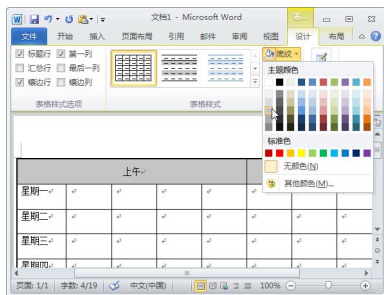 文档1 - Microsoft Word
表...
文件 开始 插入 页面布局 引用 邮件 审阅 视图 设计 布局
标题行 第一列
汇总行 最后一列
镶边行 镶边列
表格样式选项
表格样式
底纹
主题颜色
标准色
无颜色(N)
其他颜色(M)...
上午
星期一
星期二
星期三
星期四
页面: 1/1 字数: 4/19 中文(中国) 100%